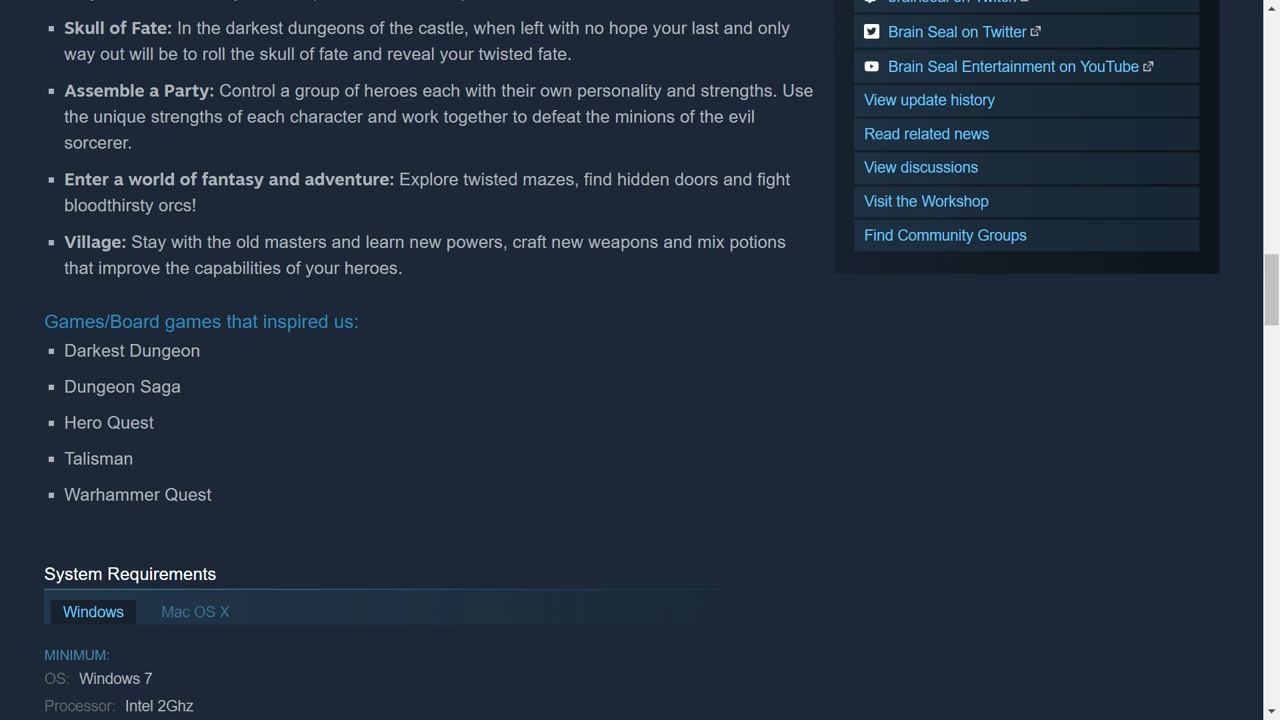 Skull of Fate: In the darkest dungeons of the castle, when left with no hope your last and only
way out will be to roll the skull of fate and reveal your twisted fate.
Assemble a Party: Control a group of heroes each with their own personality and strengths. Use
the unique strengths of each character and work together to defeat the minions of the evil
sorcerer.
Enter a world of fantasy and adventure: Explore twisted mazes, find hidden doors and fight
bloodthirsty orcs!
Village: Stay with the old masters and learn new powers, craft new weapons and mix potions
that improve the capabilities of your heroes.
Games/Board games that inspired us:
Darkest Dungeon
Dungeon Saga
Hero Quest
Talisman
Warhammer Quest
System Requirements
Windows
Mac OS X
MINIMUM:
OS: Windows 7
Processor: Intel 2Ghz
Brain Seal on Twitter
Brain Seal Entertainment on YouTube
View update history
Read related news
View discussions
Visit the Workshop
Find Community Groups